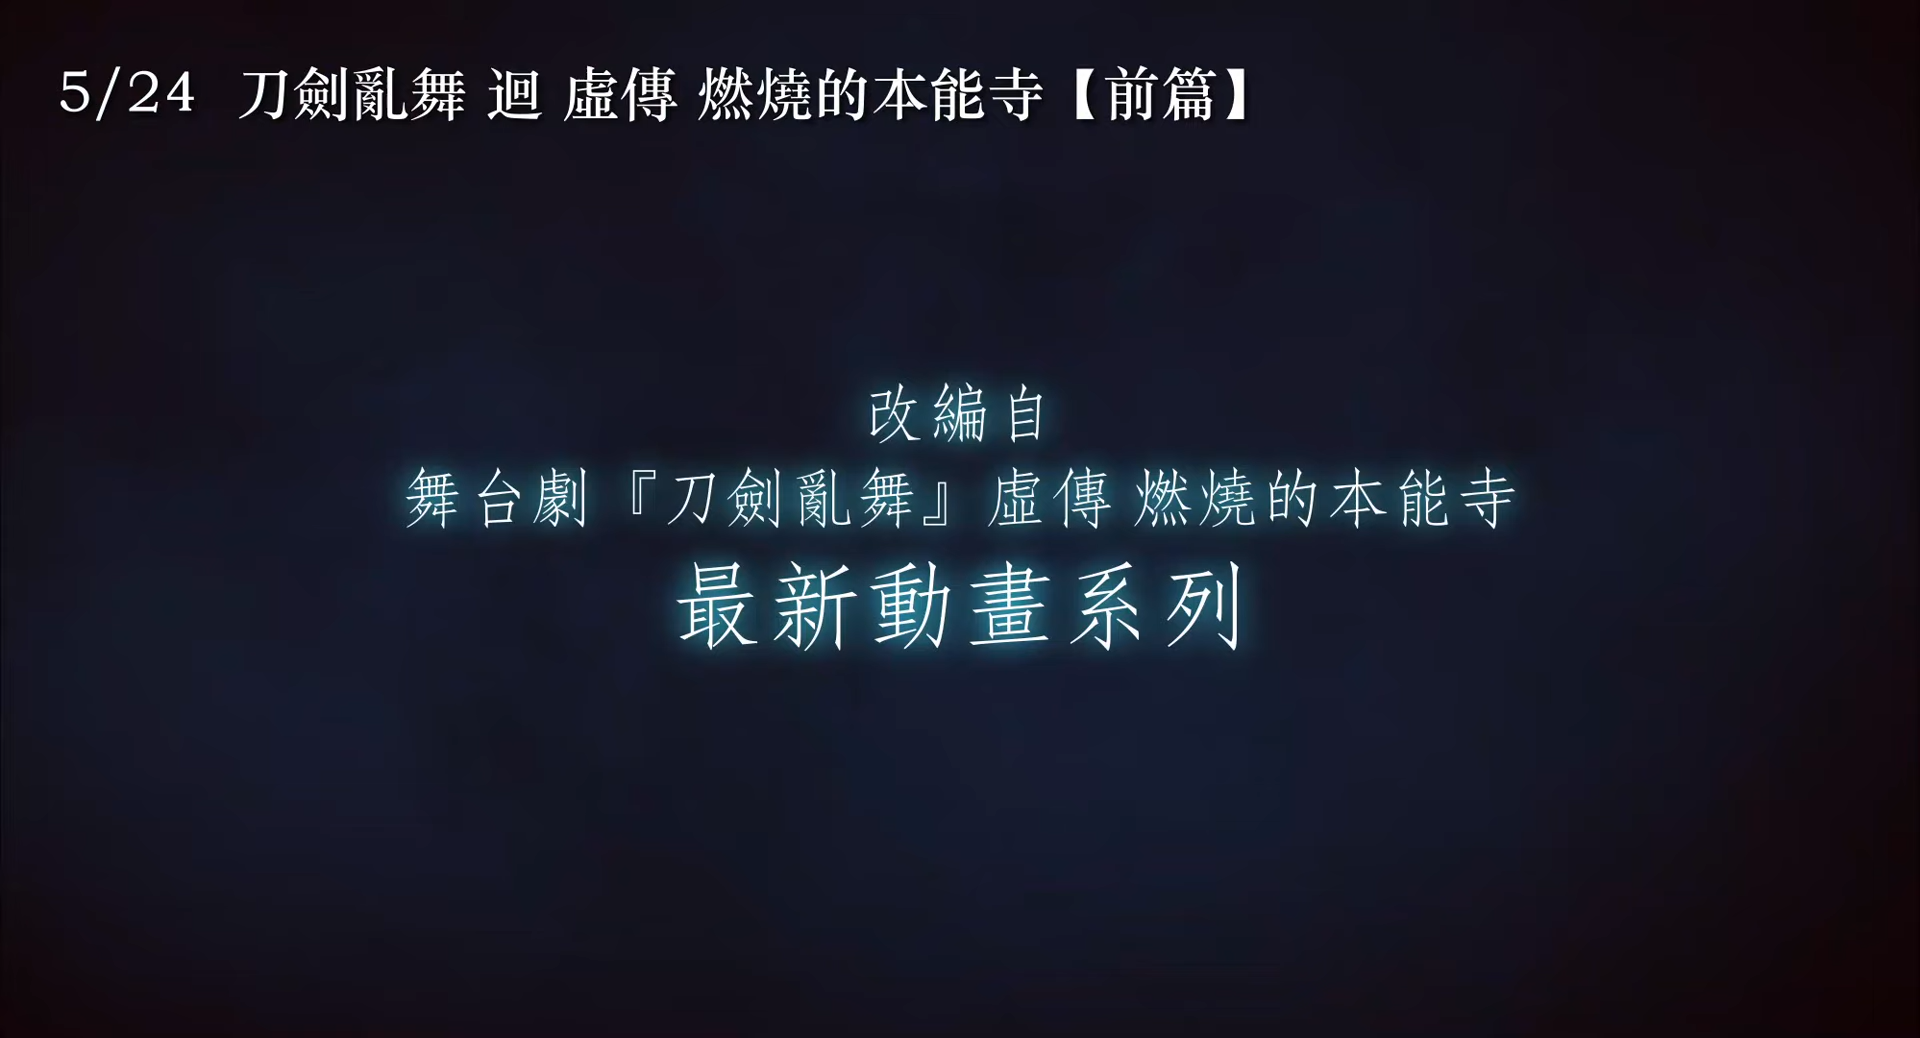 5/24 刀劍亂舞 迴 虛傳 燃燒的本能寺【前篇】
改編自
舞台劇『刀劍亂舞』虛傳 燃燒的本能寺
最新動畫系列